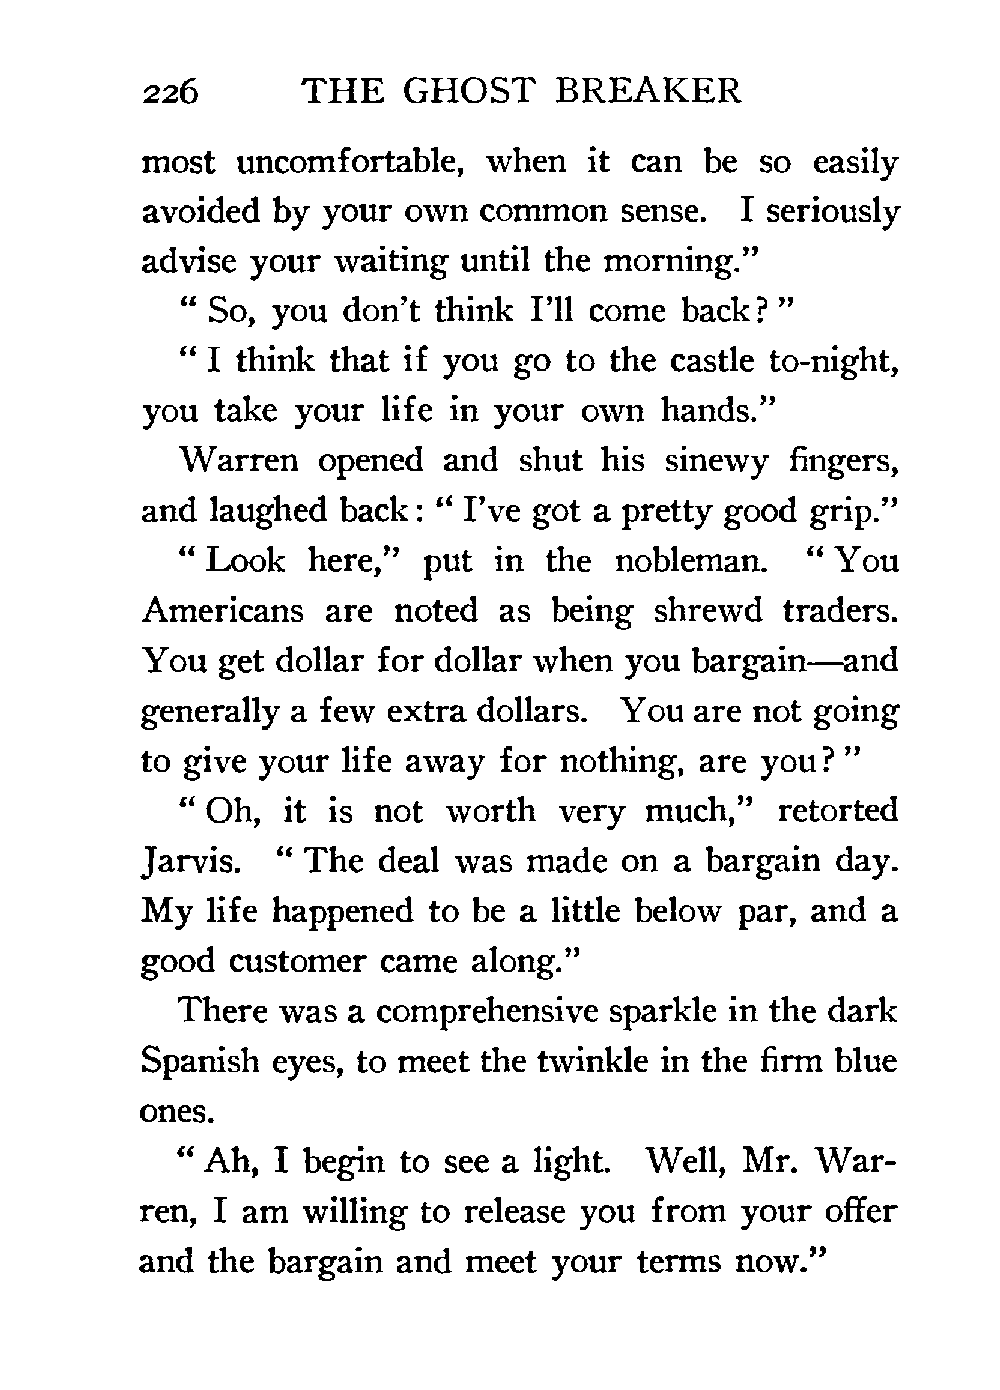 226 THE GHOST BREAKER
most uncomfortable, when it can be so easily
avoided by your own common sense. I seriously
advise your waiting until the morning.”
“ So, you don’t think I’ll come back? ”
“ I think that if you go to the castle to-night,
you take your life in your own hands.”
Warren opened and shut his sinewy fingers,
and laughed back: “ I’ve got a pretty good grip.”
“ Look here,” put in the nobleman. “ You
Americans are noted as being shrewd traders.
You get dollar for dollar when you bargain—and
generally a few extra dollars. You are not going
to give your life away for nothing, are you? ”
“ Oh, it is not worth very much,” retorted
Jarvis. “ The deal was made on a bargain day.
My life happened to be a little below par, and a
good customer came along.”
There was a comprehensive sparkle in the dark
Spanish eyes, to meet the twinkle in the firm blue
ones.
“ Ah, I begin to see a light. Well, Mr. War-
ren, I am willing to release you from your offer
and the bargain and meet your terms now.”